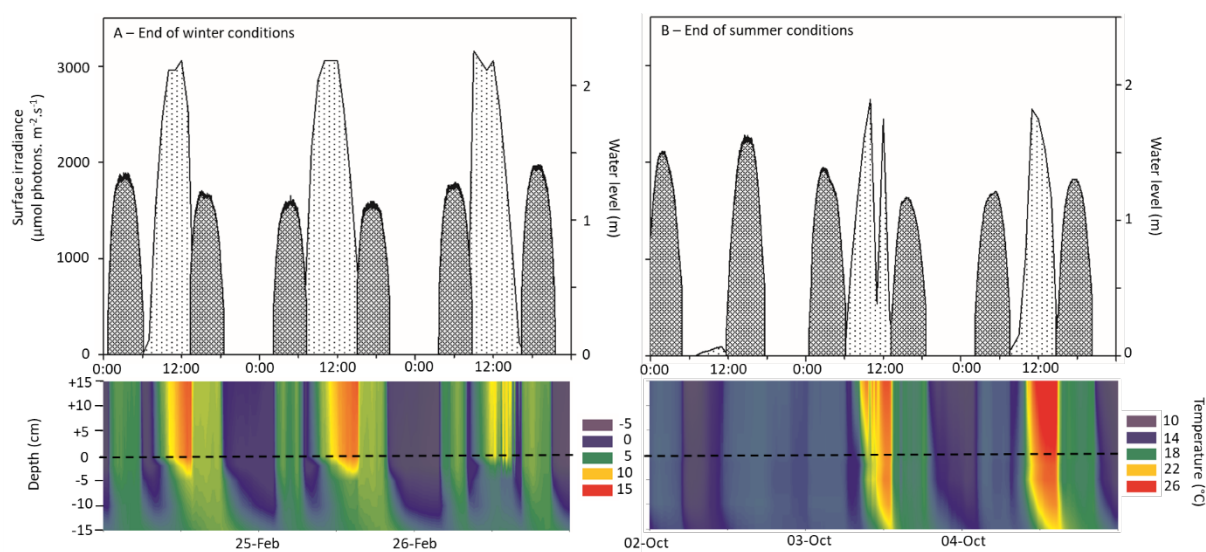 A – End of winter conditions
B – End of summer conditions
Surface irradiance
(µmol photons. m-2.s-1)
3000
2000
1000
0
2
1
0
Water level (m)
2
1
0
Water level (m)
0:00 12:00 0:00 12:00 0:00 12:00
0:00 12:00 0:00 12:00 0:00 12:00
Depth (cm)
+15
+10
+5
0
-5
-10
-15
-5
0
5
10
15
10
14
18
22
26
Temperature (°C)
25-Feb 26-Feb
02-Oct 03-Oct 04-Oct